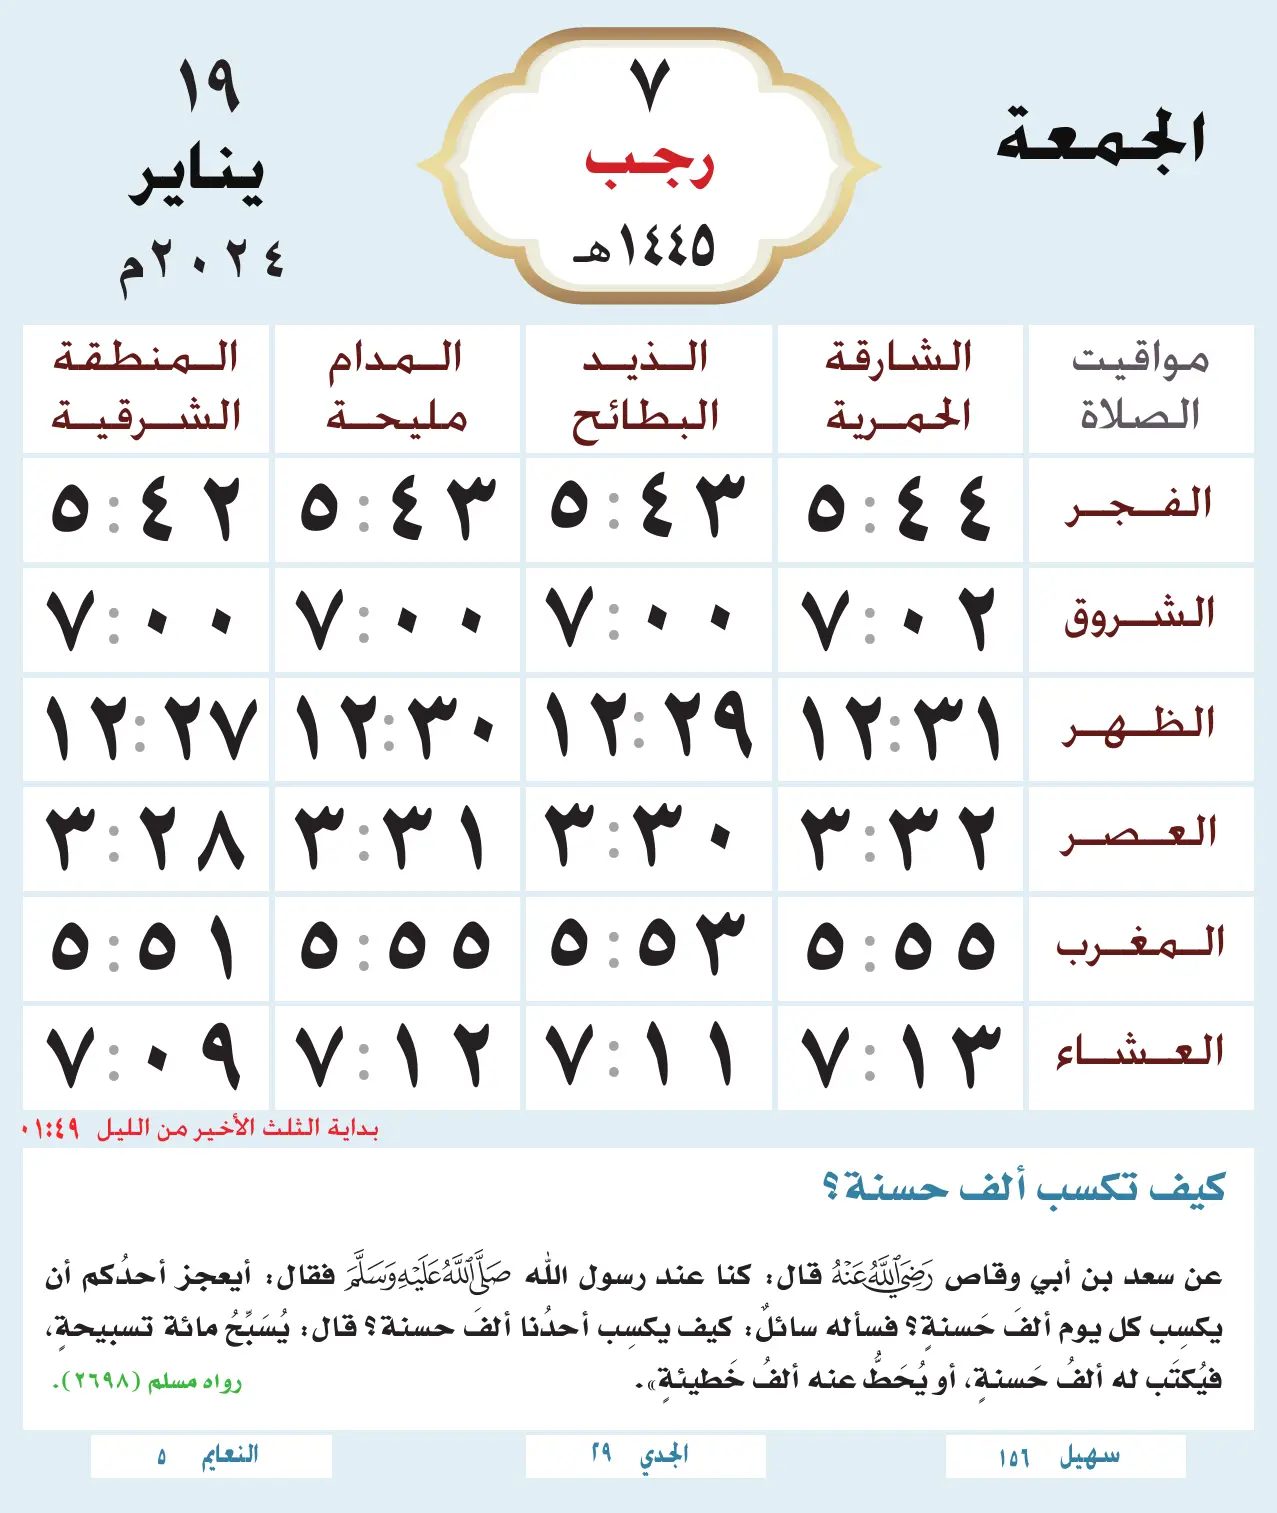 الجمعة
٧
رجب
١٤٤٥هـ
١٩
يناير
٢٠٢٤م
مواقيت الصلاة
الشارقة الحمرية
الذيد البطائح
المدام مليحة
المنطقة الشرقية
الفجر ٥:٤٤ ٥:٤٣ ٥:٤٣ ٥:٤٢
الشروق ٧:٠٢ ٧:٠٠ ٧:٠٠ ٧:٠٠
الظهر ١٢:٣١ ١٢:٢٩ ١٢:٣٠ ١٢:٢٧
العصر ٣:٣٢ ٣:٣٠ ٣:٣١ ٣:٢٨
المغرب ٥:٥٥ ٥:٥٣ ٥:٥٥ ٥:٥١
العشاء ٧:١٣ ٧:١١ ٧:١٢ ٧:٠٩
بداية الثلث الأخير من الليل ٠١:٤٩
كيف تكسب ألف حسنة؟
عن سعد بن أبي وقاص رَضِيَ اللَّهُ عَنْهُ قال: كنا عند رسول الله صَلَّى اللَّهُ عَلَيْهِ وَسَلَّمَ فقال: أيعجز أحدُكم أن
يكسِب كل يوم ألفَ حَسنةٍ؟ فسأله سائلٌ: كيف يكسِب أحدُنا ألفَ حسنة؟ قال: يُسَبِّحُ مائة تسبيحةٍ،
فيُكتَب له ألفُ حَسنةٍ، أو يُحَطُّ عنه ألفُ خَطيئةٍ». رواه مسلم (٢٦٩٨).
سهيل ١٥٦
الجدي ٢٩
النعايم ٥